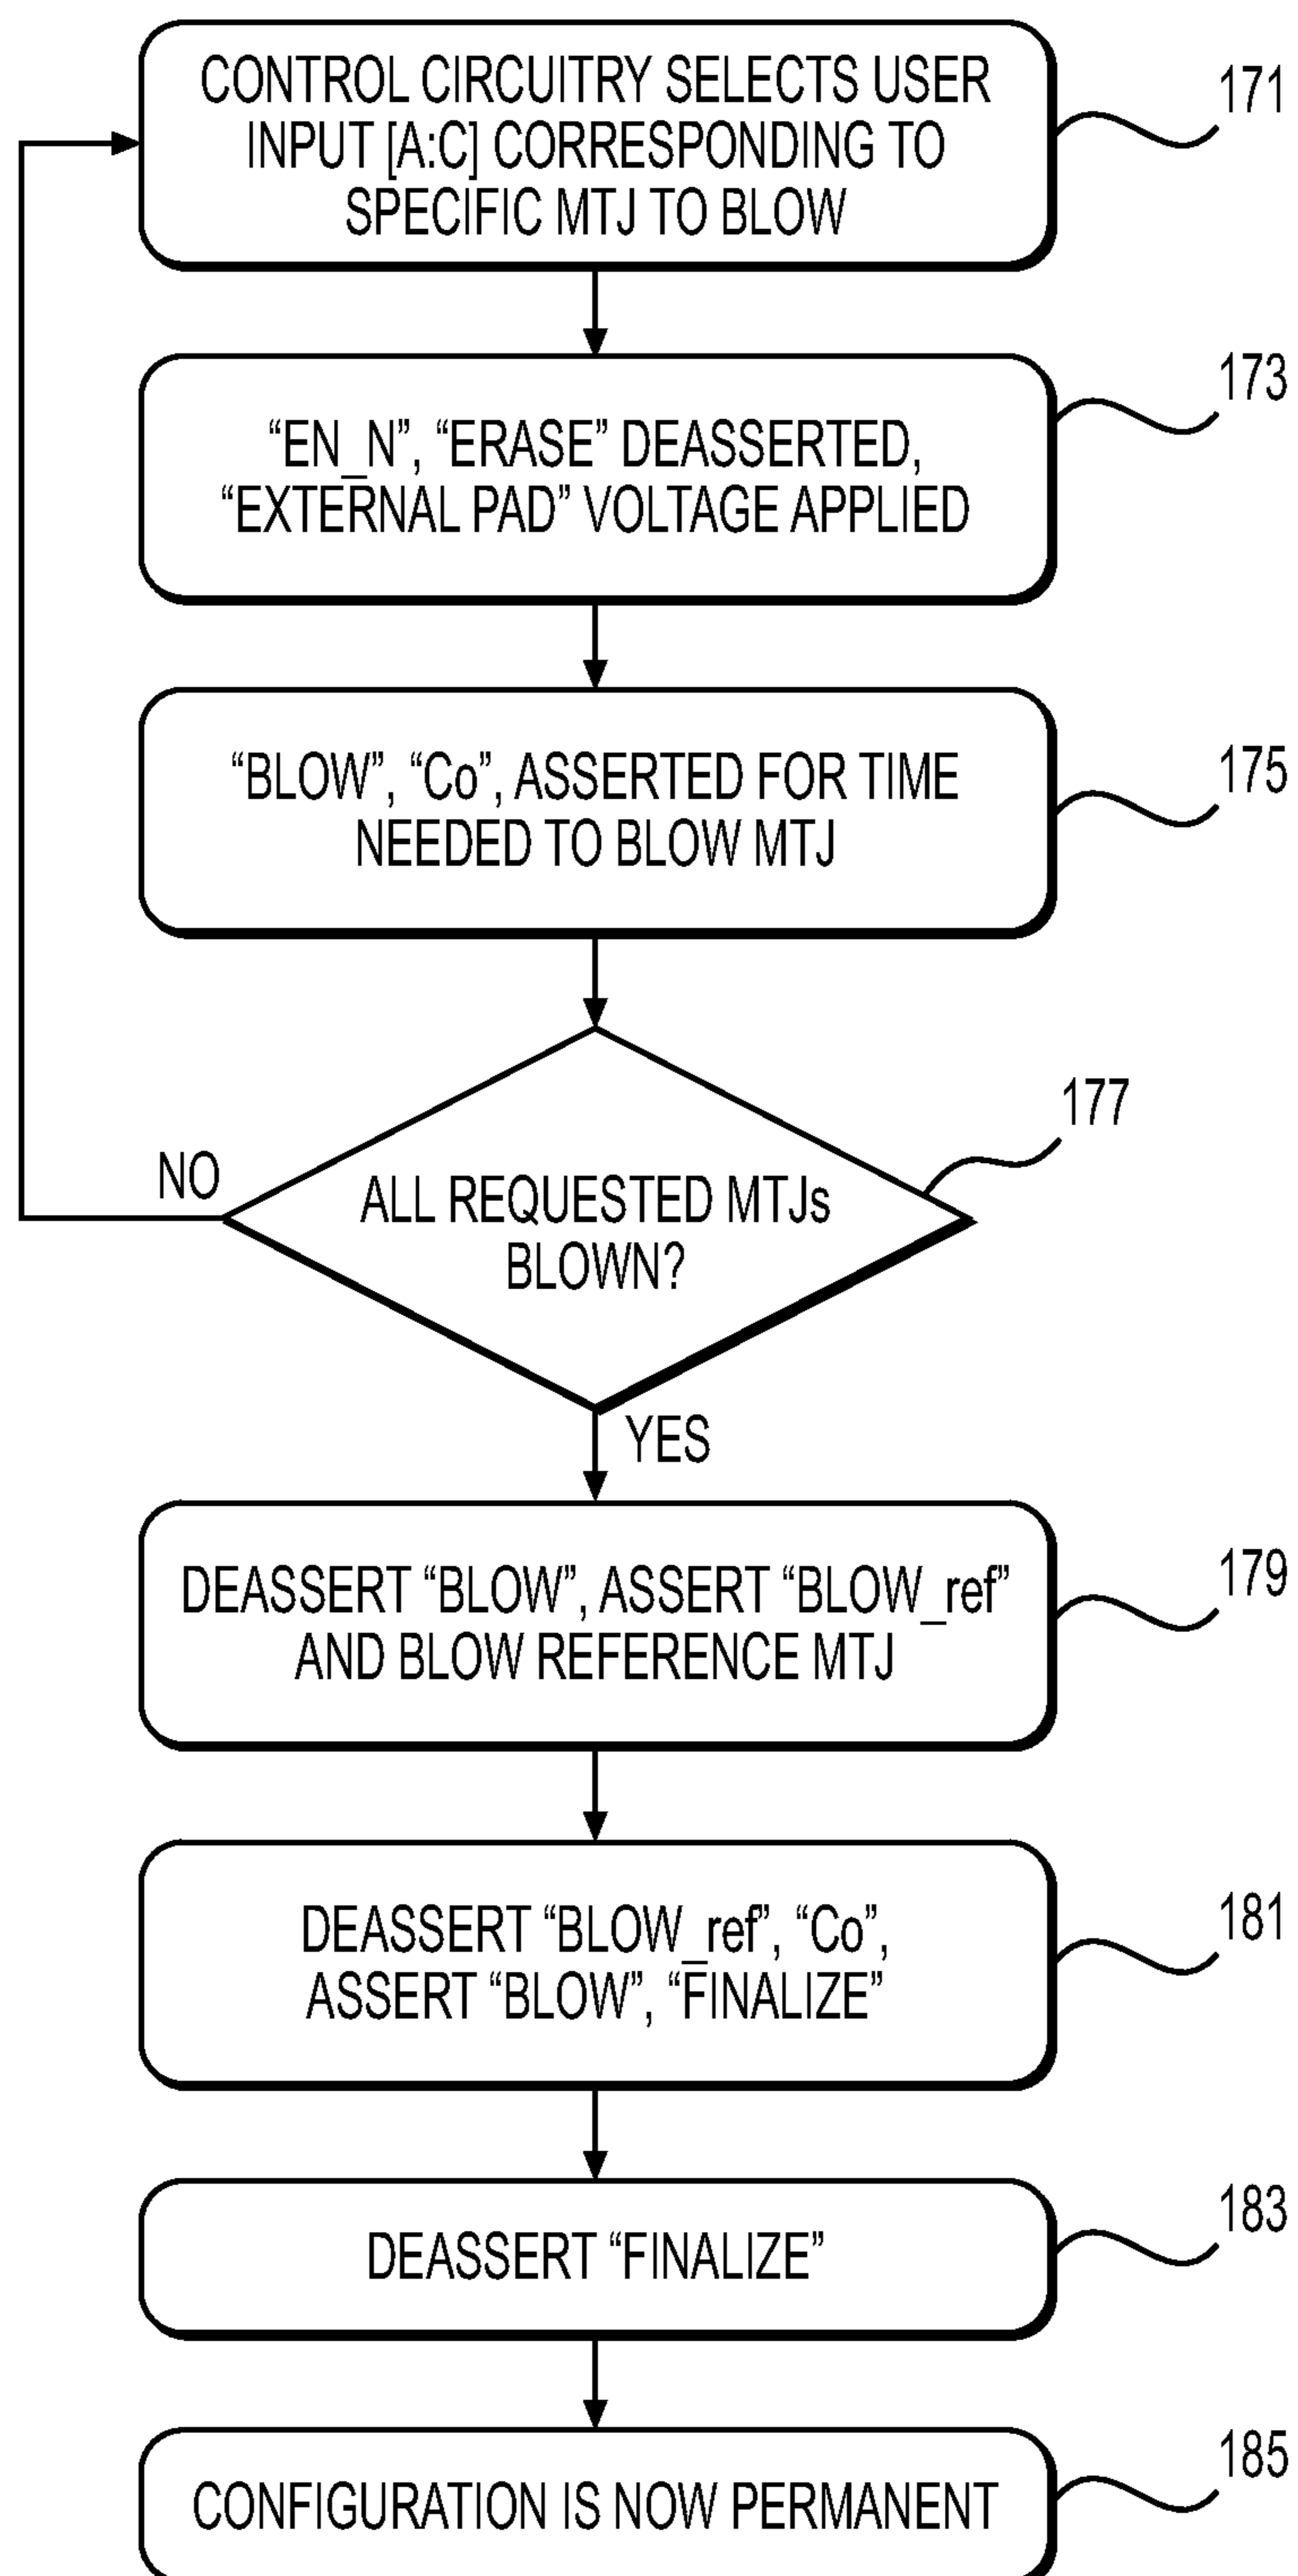 CONTROL CIRCUITRY SELECTS USER
INPUT [A:C] CORRESPONDING TO
SPECIFIC MTJ TO BLOW
171
“EN_N”, “ERASE” DEASSERTED,
“EXTERNAL PAD” VOLTAGE APPLIED
173
“BLOW”, “Co”, ASSERTED FOR TIME
NEEDED TO BLOW MTJ
175
ALL REQUESTED MTJs
BLOWN?
177
NO
YES
DEASSERT “BLOW”, ASSERT “BLOW_ref”
AND BLOW REFERENCE MTJ
179
DEASSERT “BLOW_ref”, “Co”,
ASSERT “BLOW”, “FINALIZE”
181
DEASSERT “FINALIZE”
183
CONFIGURATION IS NOW PERMANENT
185